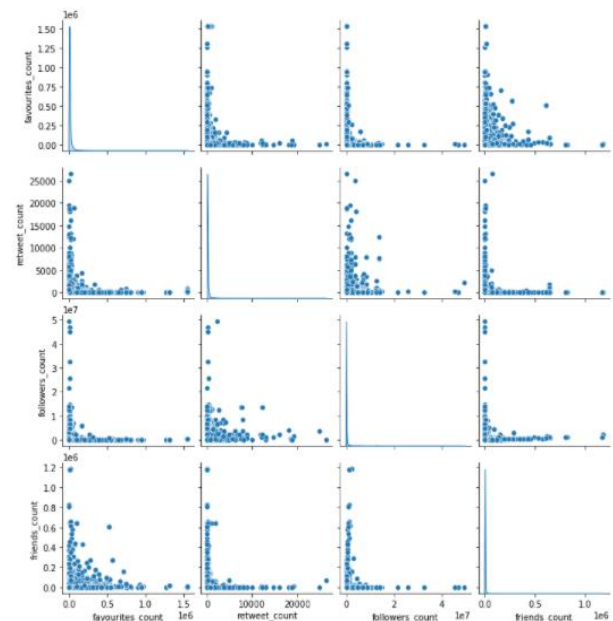 1e6
1.50
1.25
1.00
0.75
0.50
0.25
0.00
favourites_count
25000
20000
15000
10000
5000
0
retweet_count
1e7
5
4
3
2
1
0
followers_count
1e6
1.2
1.0
0.8
0.6
0.4
0.2
0.0
friends_count
0.0 0.5 1.0 1.5
favourites_count 1e6
0 10000 20000
retweet_count
0 2 4
followers_count 1e7
0.0 0.5 1.0
friends_count 1e6